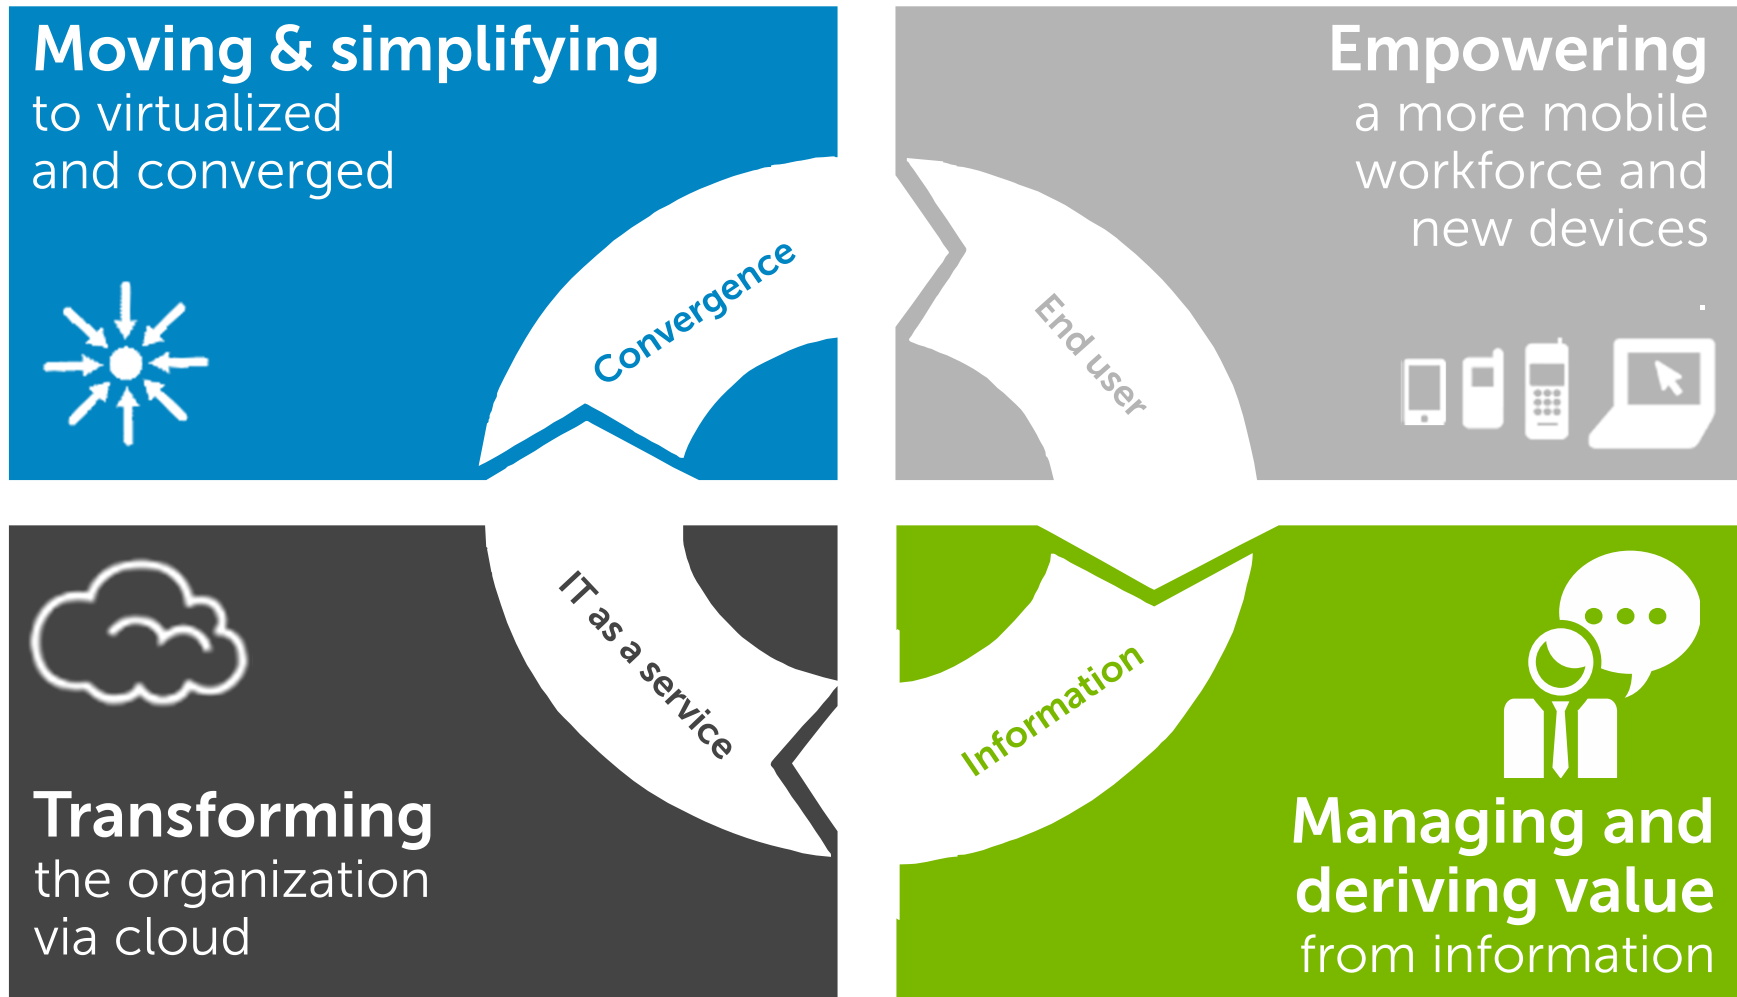 Moving & simplifying
to virtualized
and converged
Convergence
Empowering
a more mobile
workforce and
new devices
.
End user
IT as a service
Transforming
the organization
via cloud
Information
Managing and
deriving value
from information